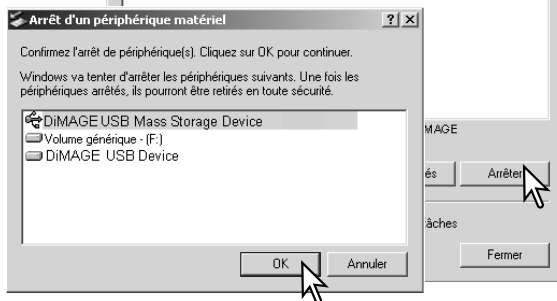 Arrêt d'un périphérique matériel
Confirmez l'arrêt de périphérique(s). Cliquez sur OK pour continuer.
Windows va tenter d'arrêter les périphériques suivants. Une fois les
périphériques arrêtés, ils pourront être retirés en toute sécurité.
DiMAGE USB Mass Storage Device
Volume générique - (F:)
DiMAGE USB Device
OK
Annuler
MAGE
és
Arrêter
âches
Fermer